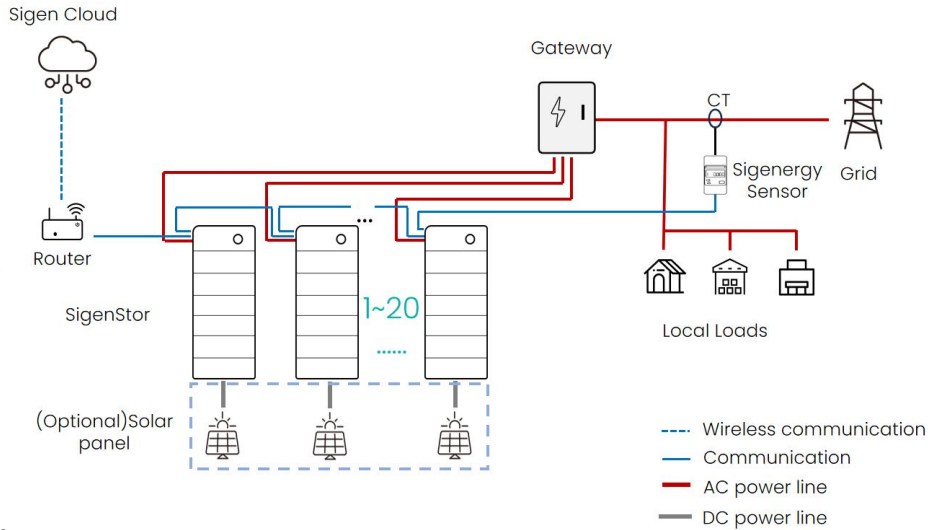 Sigen Cloud
Gateway
CT
Sigenergy
Sensor
Grid
Router
SigenStor
1~20
......
...
Local Loads
(Optional)Solar
panel
Wireless communication
Communication
AC power line
DC power line